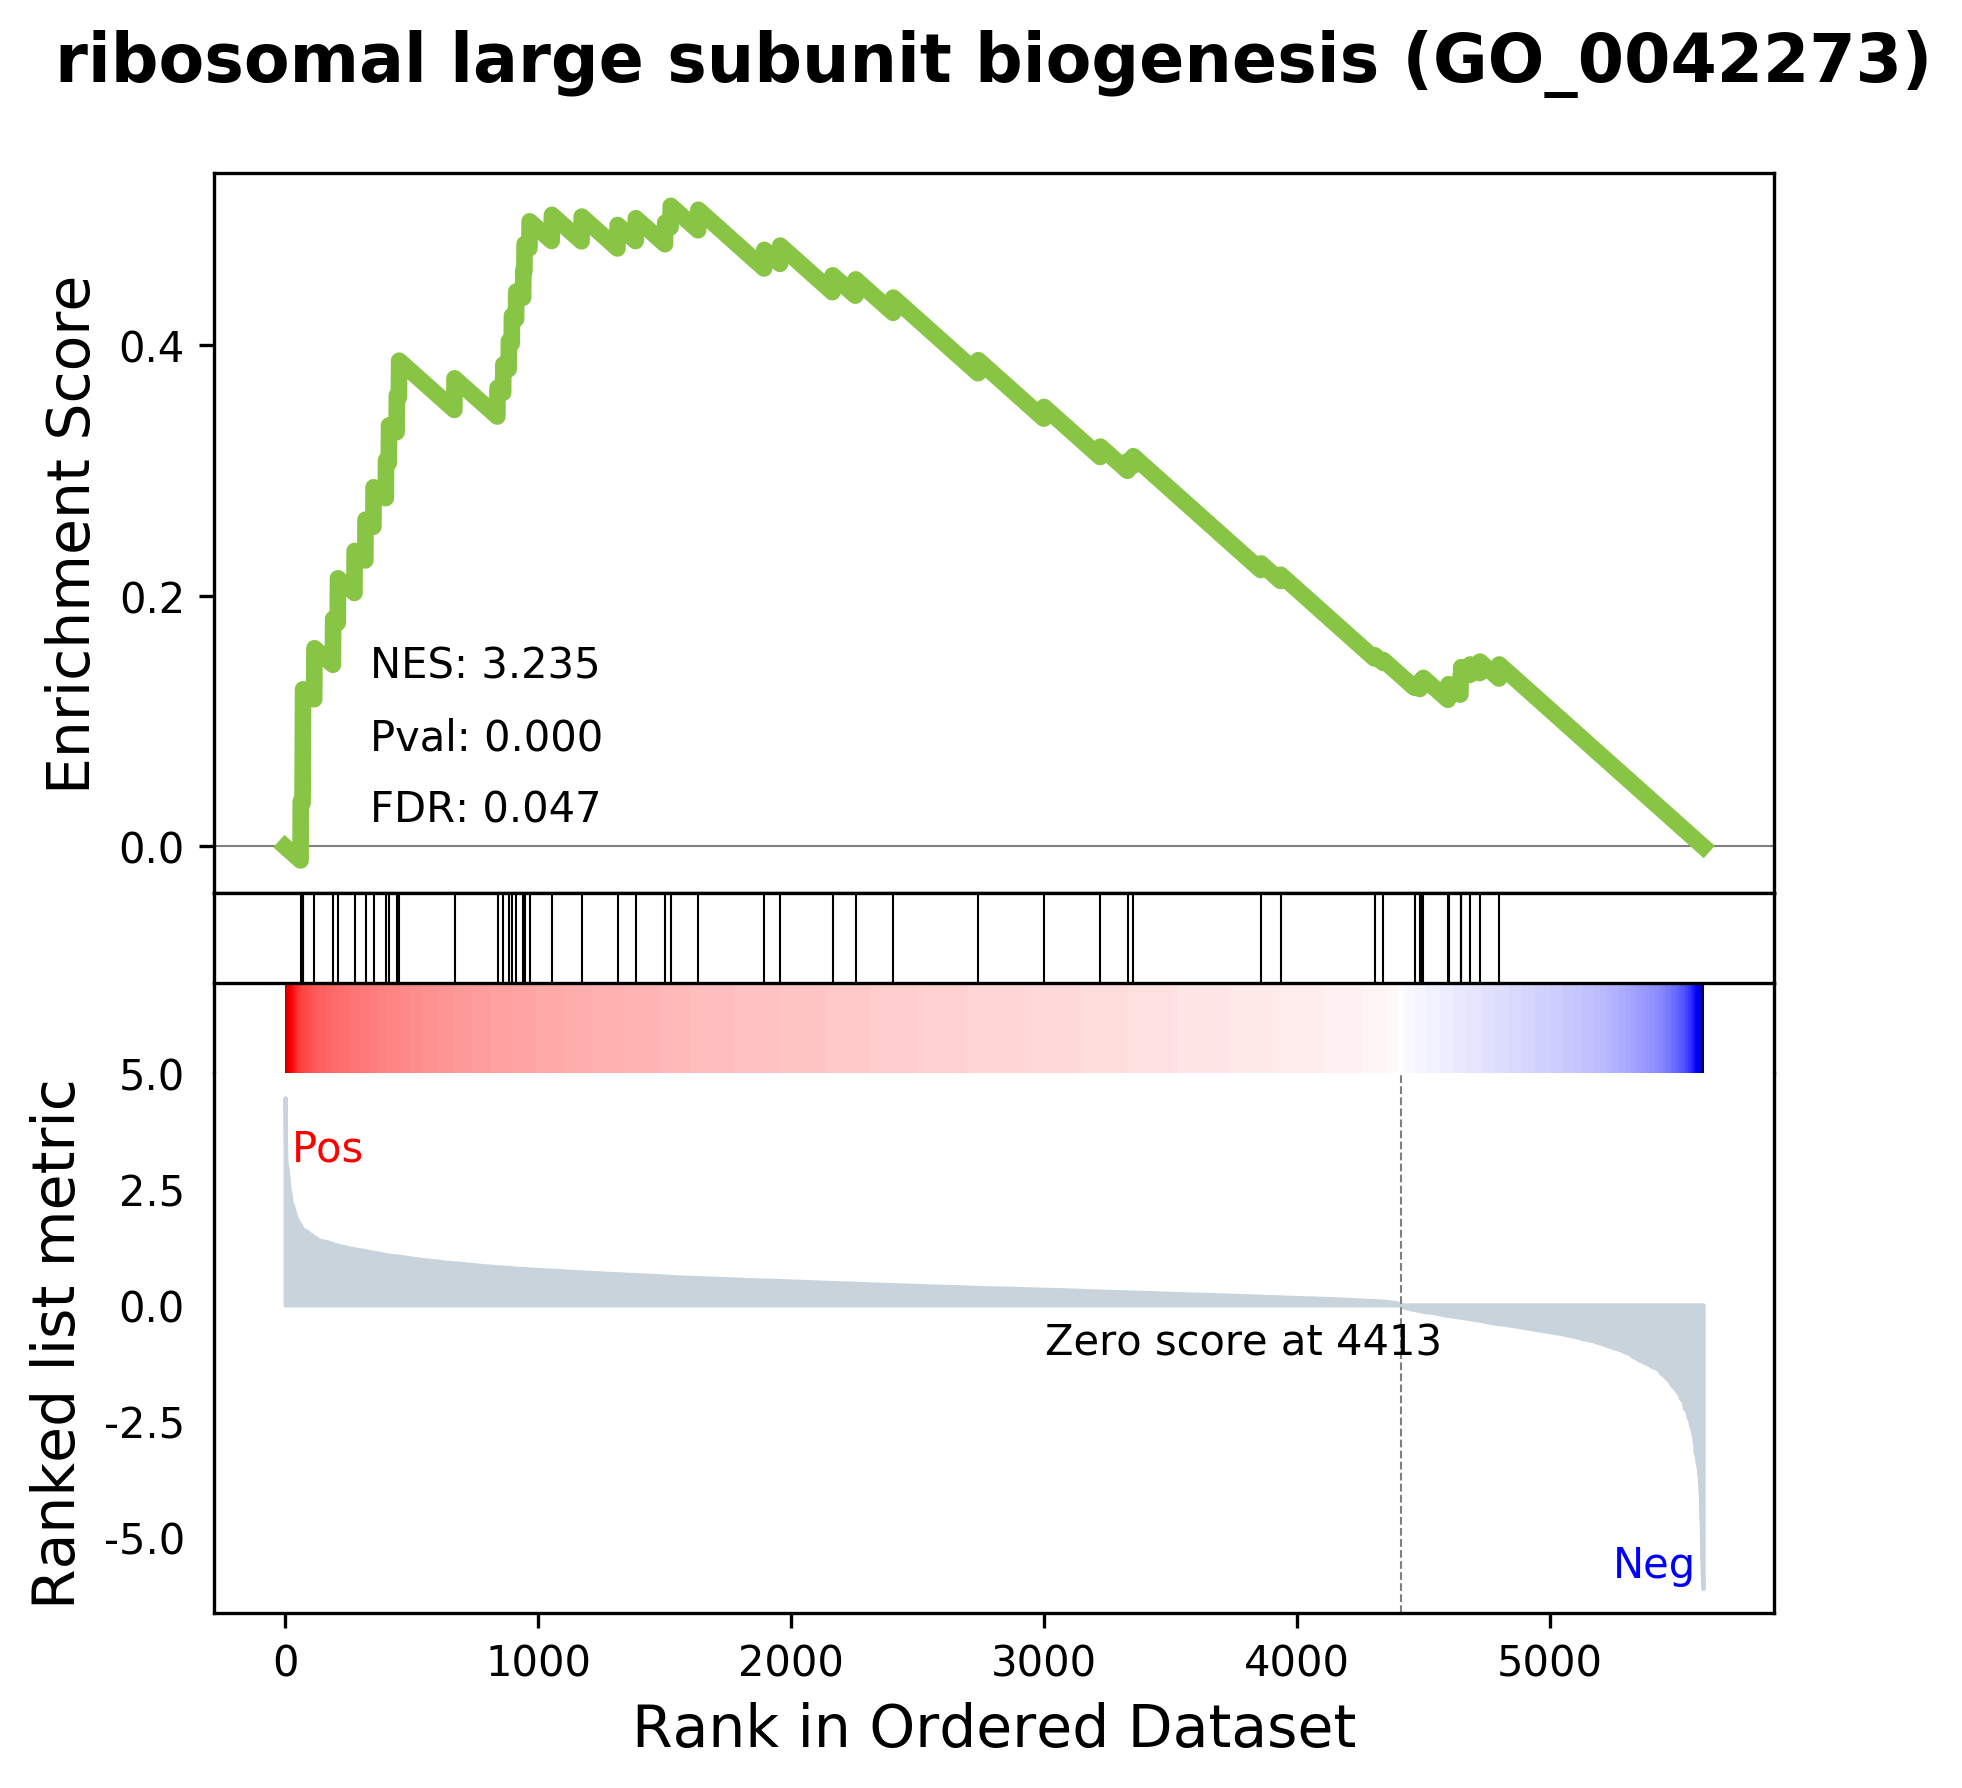 ribosomal large subunit biogenesis (GO_0042273)
Enrichment Score
0.4
0.2
0.0
NES: 3.235
Pval: 0.000
FDR: 0.047
Ranked list metric
5.0
2.5
0.0
-2.5
-5.0
Pos
Zero score at 4413
Neg
0 1000 2000 3000 4000 5000
Rank in Ordered Dataset